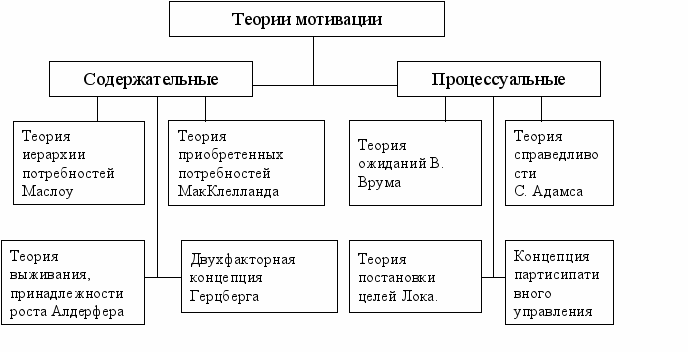 Теории мотивации
Содержательные
Процессуальные
Теория
иерархии
потребностей
Маслоу
Теория
приобретенных
потребностей
МакКлелланда
Теория
ожиданий В.
Врума
Теория
справедливо
сти
С. Адамса
Теория
выживания,
принадлежности
роста Алдерфера
Двухфакторная
концепция
Герцберга
Теория
постановки
целей Лока.
Концепция
партисипати
вного
управления